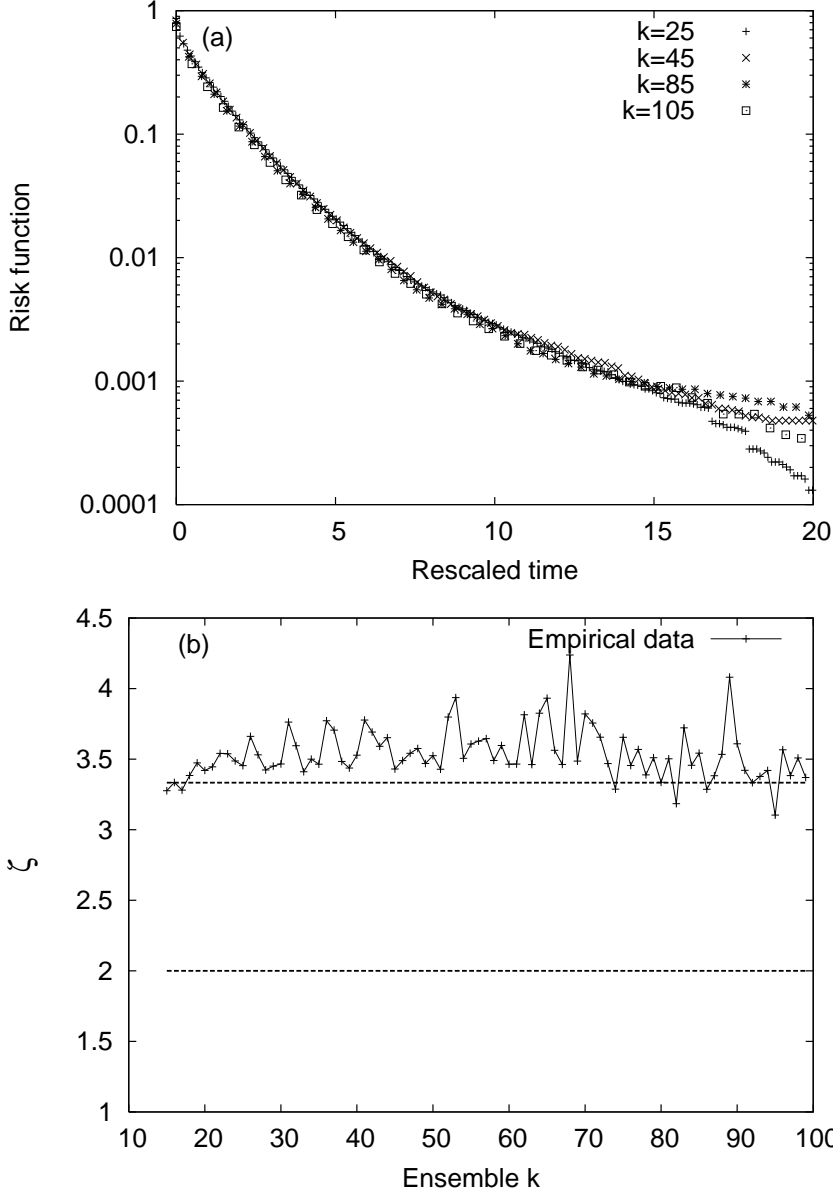 1
0.1
0.01
0.001
0.0001
Risk function
(a)
k=25
k=45
k=85
k=105
0 5 10 15 20
Rescaled time
4.5
4
3.5
3
2.5
2
1.5
1
ζ
(b)
Empirical data
10 20 30 40 50 60 70 80 90 100
Ensemble k